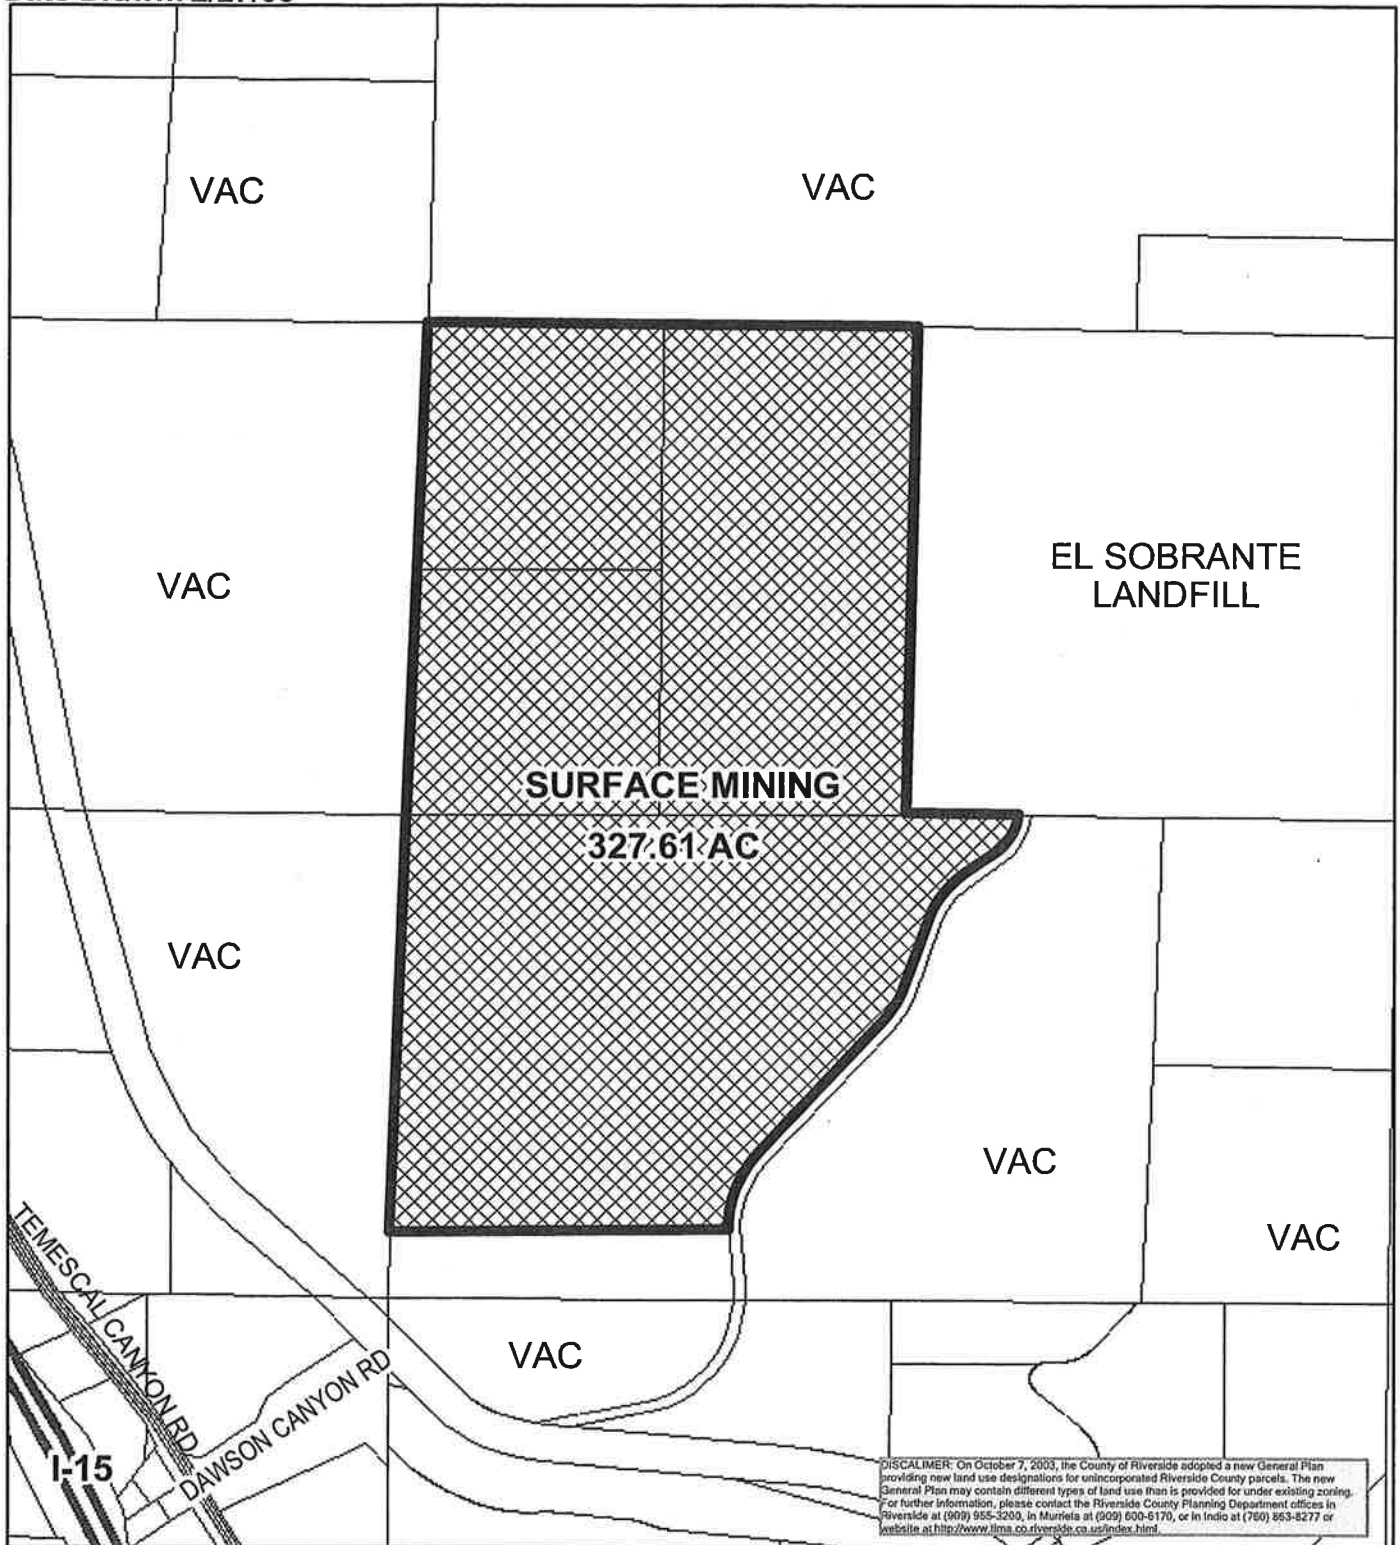 VAC
VAC
VAC
EL SOBRANTE
LANDFILL
SURFACE MINING
327.61 AC
VAC
VAC
VAC
TEMESCAL CANYON RD
VAC
DAWSON CANYON RD
I-15
DISCALIMER: On October 7, 2003, the County of Riverside adopted a new General Plan
providing new land use designations for unincorporated Riverside County parcels. The new
General Plan may contain different types of land use than is provided for under existing zoning.
For further information, please contact the Riverside County Planning Department offices in
Riverside at (909) 955-3200, in Murrieta at (909) 600-6170, or in Indio at (760) 863-8277 or
website at http://www.tlma.co.riverside.ca.us/index.html.